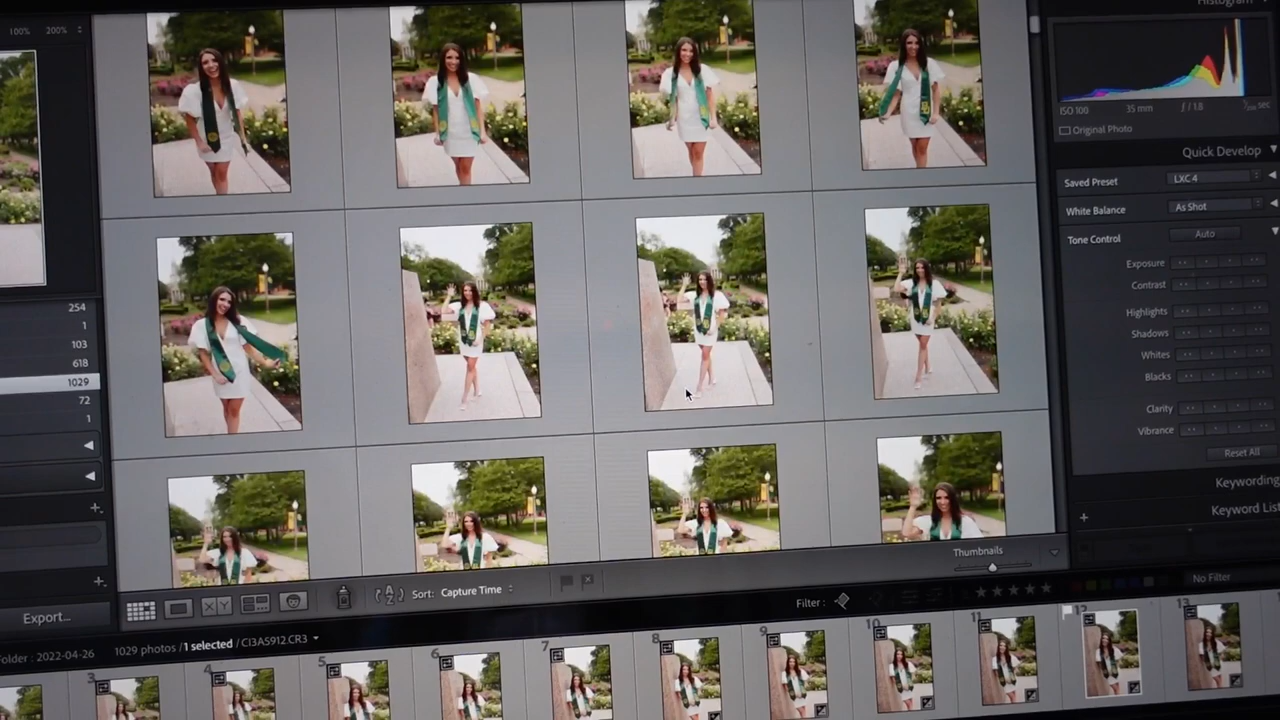 100% 200%
Histogram
ISO 100 35 mm ƒ / 1.8
Original Photo
Quick Develop
Saved Preset LXC 4
White Balance As Shot
Tone Control Auto
Exposure
Contrast
Highlights
Shadows
Whites
Blacks
Clarity
Vibrance
Reset All
Keywording
Keyword List
254
1
103
618
1029
72
1
Export...
Sort: Capture Time
Thumbnails
Filter :
No Filter
Folder : 2022-04-26
1029 photos / 1 selected / CI3A5912.CR3
3
4
5
6
7
8
9
10
11
12
13